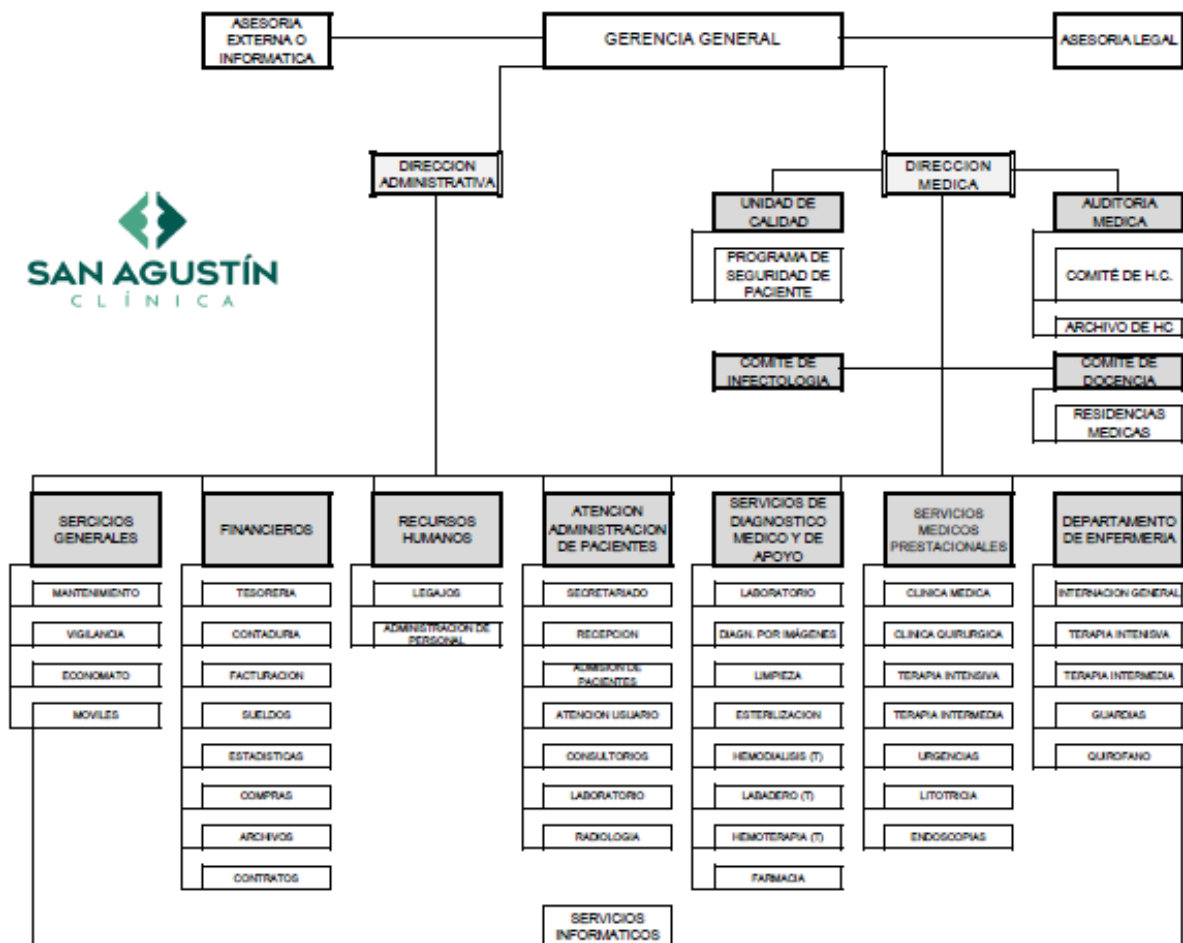 ASESORIA
EXTERNA O
INFORMATICA
GERENCIA GENERAL
ASESORIA LEGAL
DIRECCION
ADMINISTRATIVA
DIRECCION
MEDICA
SAN AGUSTÍN
CLÍNICA
UNIDAD DE
CALIDAD
AUDITORIA
MEDICA
PROGRAMA DE
SEGURIDAD DE
PACIENTE
COMITÉ DE H.C.
ARCHIVO DE HC
COMITE DE
INFECTOLOGIA
COMITE DE
DOCENCIA
RESIDENCIAS
MEDICAS
SERCICIOS
GENERALES
MANTENIMIENTO
VIGILANCIA
ECONOMATO
MOVILES
FINANCIEROS
TESORERIA
CONTADURIA
FACTURACION
SUELDOS
ESTADISTICAS
COMPRAS
ARCHIVOS
CONTRATOS
RECURSOS
HUMANOS
LEGAJOS
ADMINISTRACION DE
PERSONAL
ATENCION
ADMINISTRACION
DE PACIENTES
SECRETARIADO
RECEPCION
ADMISION DE
PACIENTES
ATENCION USUARIO
CONSULTORIOS
LABORATORIO
RADIOLOGIA
SERVICIOS DE
DIAGNOSTICO
MEDICO Y DE
APOYO
LABORATORIO
DIAGN. POR IMÁGENES
LIMPIEZA
ESTERILIZACION
HEMODIALISIS (T)
LABADERO (T)
HEMOTERAPIA (T)
FARMACIA
SERVICIOS
MEDICOS
PRESTACIONALES
CLINICA MEDICA
CLINICA QUIRURGICA
TERAPIA INTENSIVA
TERAPIA INTERMEDIA
URGENCIAS
LITOTRICIA
ENDOSCOPIAS
DEPARTAMENTO
DE ENFERMERIA
INTERNACION GENERAL
TERAPIA INTENISVA
TERAPIA INTERMEDIA
GUARDIAS
QUIROFANO
SERVICIOS
INFORMATICOS